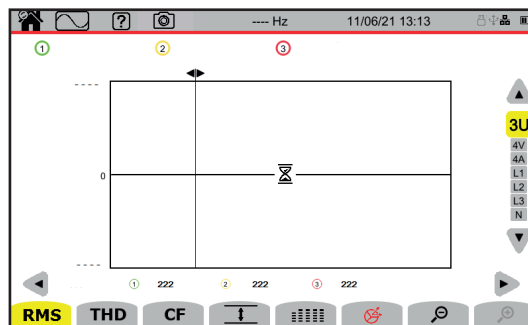 ? ---- Hz 11/06/21 13:13
1 2 3
----
3U
4V
4A
L1
0
L2
L3
N
----
1 222 2 222 3 222
RMS THD CF